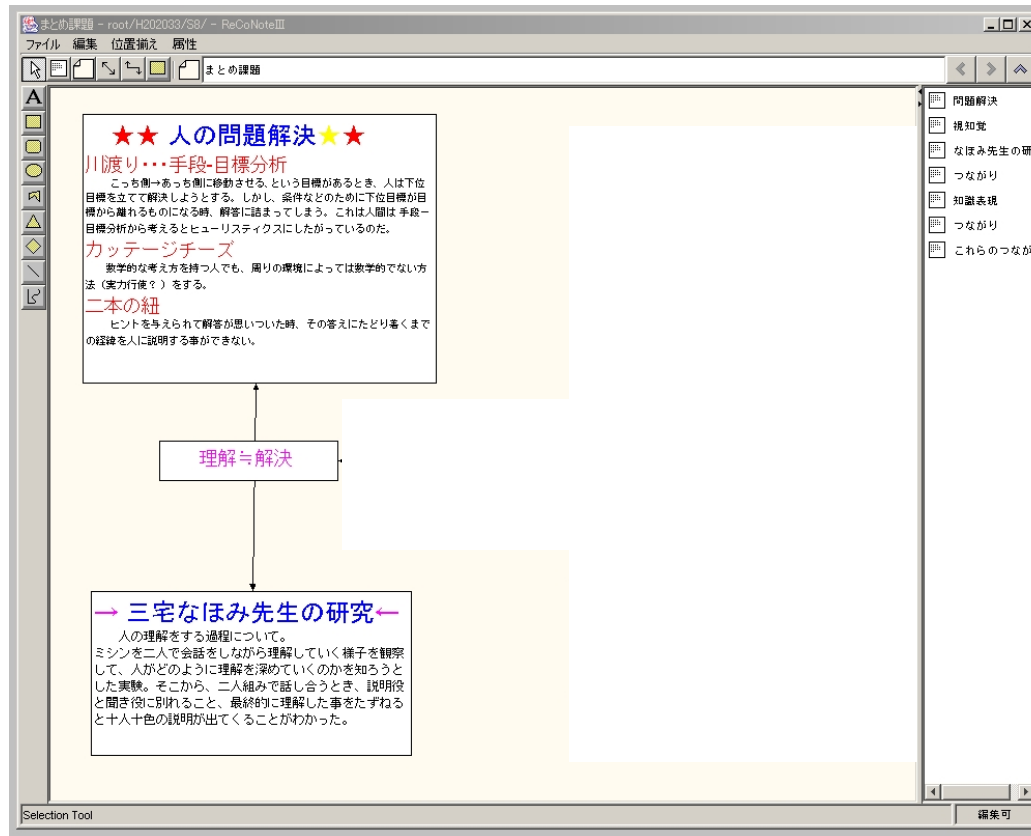 まとめ課題 - root/H202033/S8/ - ReCoNoteIII
ファイル 編集 位置揃え 属性
まとめ課題
A
★★ 人の問題解決★★
川渡り・・・手段-目標分析
こっち側→あっち側に移動させる、という目標があるとき、人は下位
目標を立てて解決しようとする。しかし、条件などのために下位目標が目
標から離れるものになる時、解答に詰まってしまう。これは人間は 手段−
目標分析から考えるとヒューリスティクスにしたがっているのだ。
カッテージチーズ
数学的な考え方を持つ人でも、周りの環境によっては数学的でない方
法（実力行使？）をする。
二本の紐
ヒントを与えられて解答が思いついた時、その答えにたどり着くまで
の経緯を人に説明する事ができない。
理解≒解決
→ 三宅なほみ先生の研究←
人の理解をする過程について。
ミシンを二人で会話をしながら理解していく様子を観察
して、人がどのように理解を深めていくのかを知ろうと
した実験。そこから、二人組みで話し合うとき、説明役
と聞き役に別れること、最終的に理解した事をたずねる
と十人十色の説明が出てくることがわかった。
問題解決
視知覚
なほみ先生の研
つながり
知識表現
つながり
これらのつなが
Selection Tool
編集可